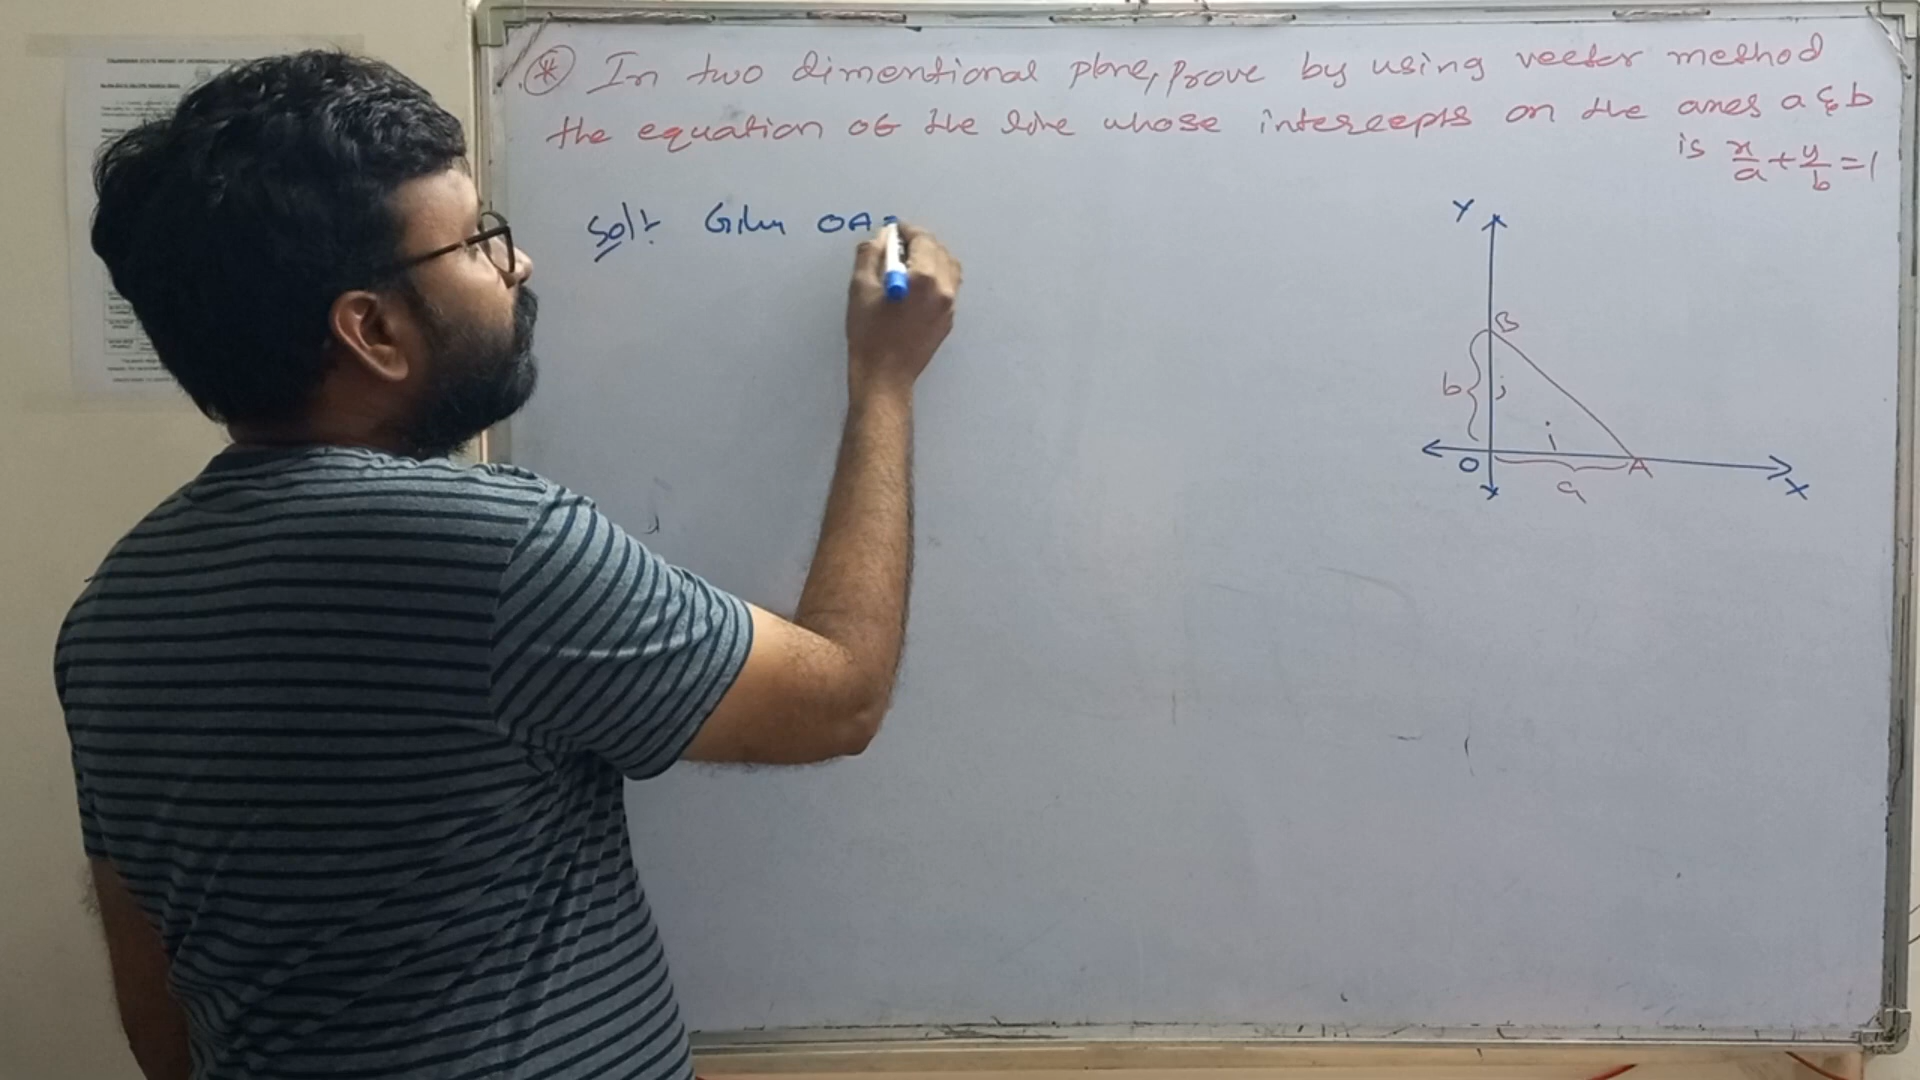 * In two dimentional plane, prove by using vector method
the equation of the line whose intercepts on the axes a & b
is x/a + y/b = 1
Sol: Given OA =
Y
B
b
j
i
O
A
X
a